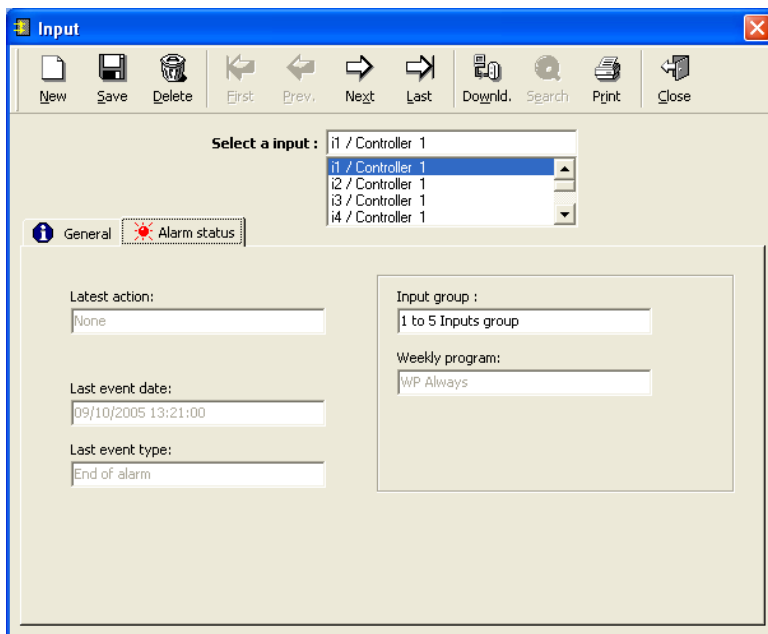 Input
New Save Delete First Prev. Next Last Downld. Search Print Close
Select a input : i1 / Controller 1
i1 / Controller 1
i2 / Controller 1
i3 / Controller 1
i4 / Controller 1
General Alarm status
Latest action:
None
Last event date:
09/10/2005 13:21:00
Last event type:
End of alarm
Input group :
1 to 5 Inputs group
Weekly program:
WP Always